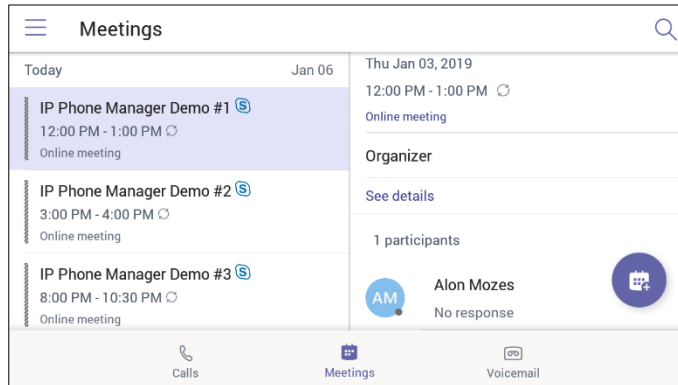 Meetings
Today Jan 06
IP Phone Manager Demo #1
12:00 PM - 1:00 PM
Online meeting
IP Phone Manager Demo #2
3:00 PM - 4:00 PM
Online meeting
IP Phone Manager Demo #3
8:00 PM - 10:30 PM
Online meeting
Thu Jan 03, 2019
12:00 PM - 1:00 PM
Online meeting
Organizer
See details
1 participants
AM
Alon Mozes
No response
Calls
Meetings
Voicemail